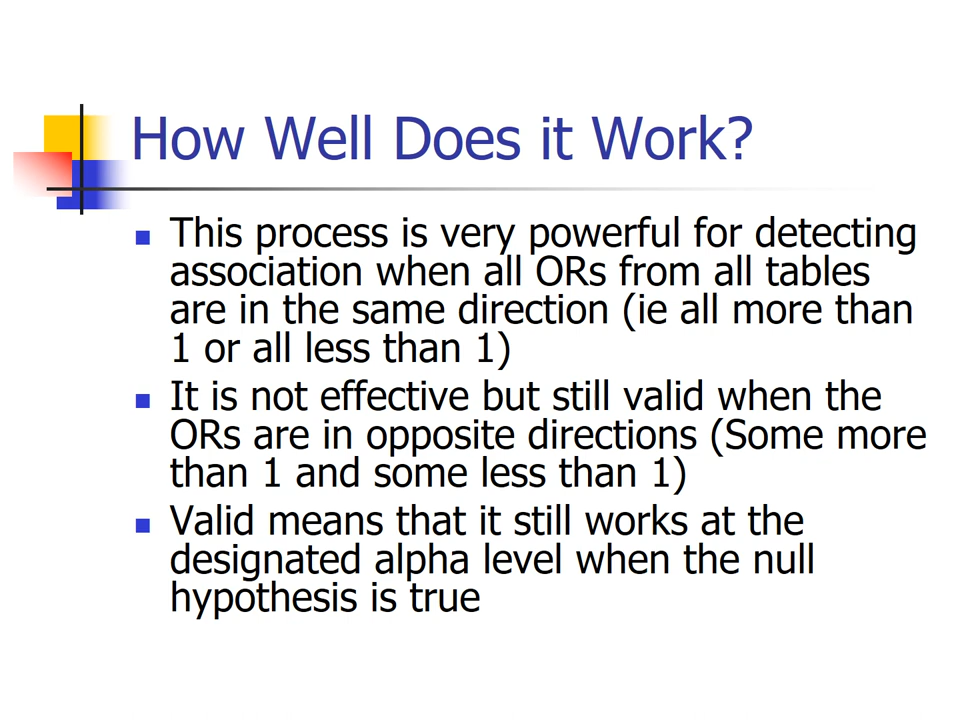 How Well Does it Work?
This process is very powerful for detecting
association when all ORs from all tables
are in the same direction (ie all more than
1 or all less than 1)
It is not effective but still valid when the
ORs are in opposite directions (Some more
than 1 and some less than 1)
Valid means that it still works at the
designated alpha level when the null
hypothesis is true